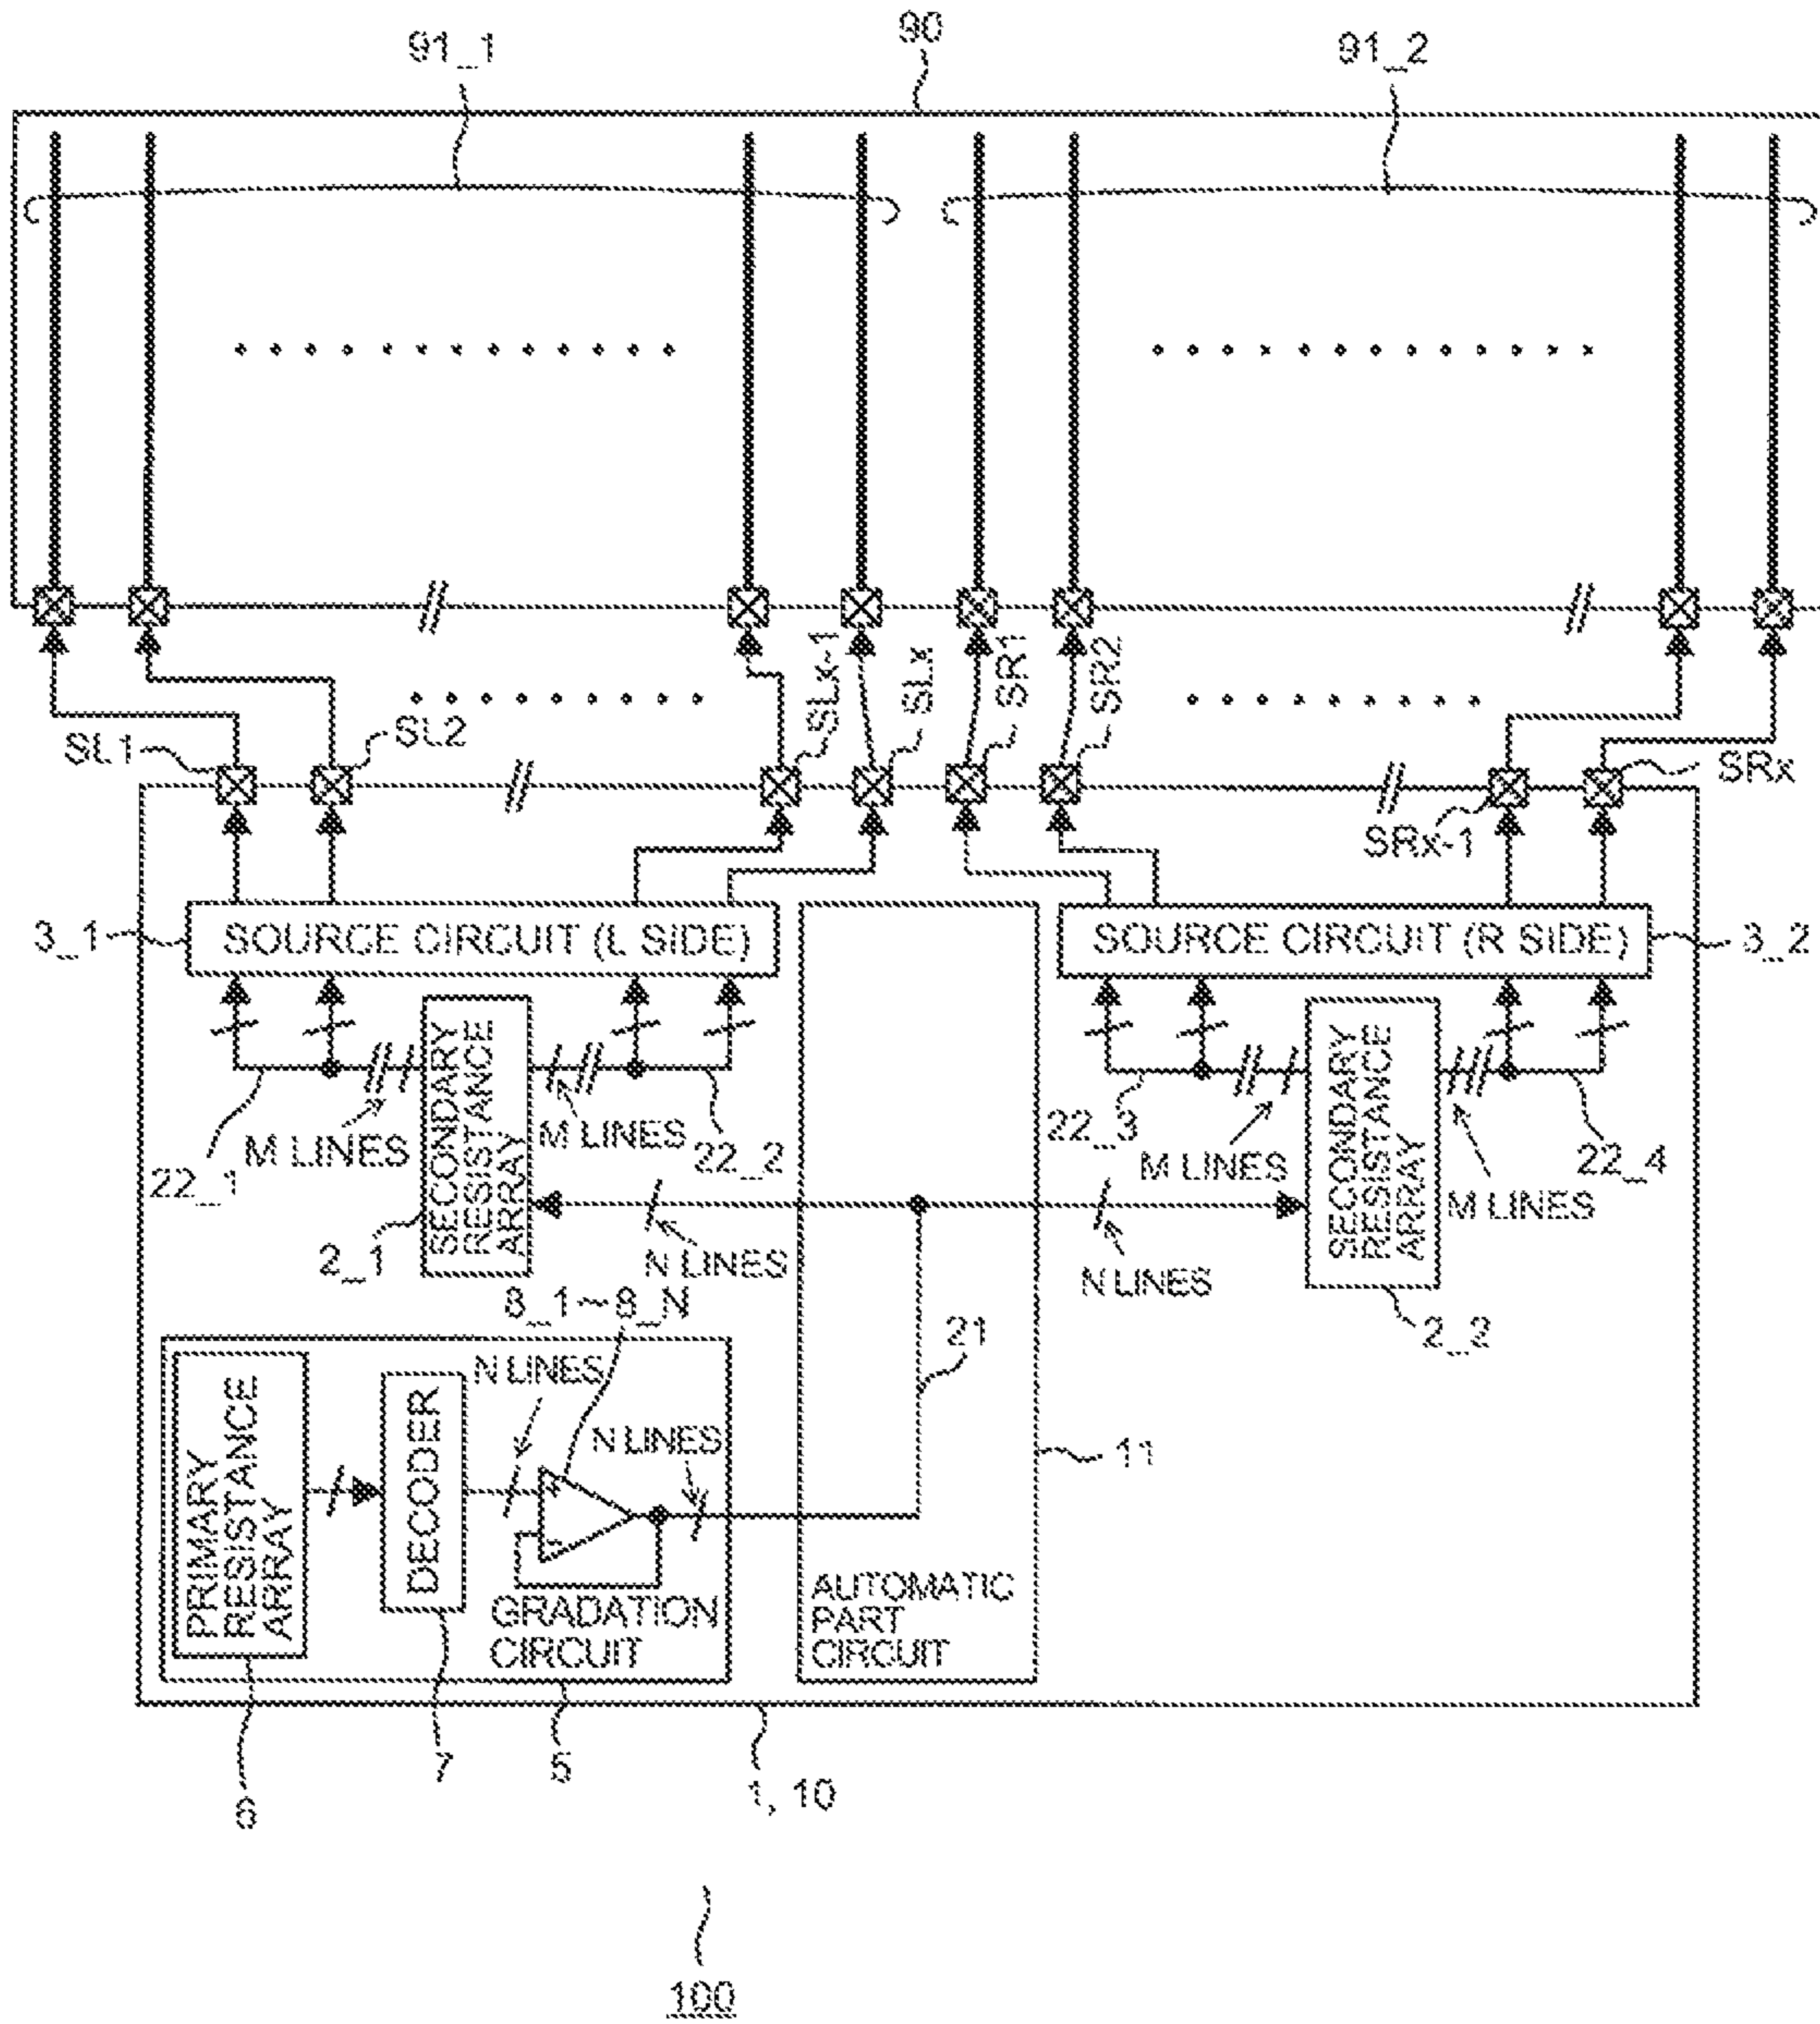 90
91_1
91_2
SL1
SL2
SLx-1
SLx
SR1
SR2
SRx-1
SRx
3_1
SOURCE CIRCUIT (L SIDE)
SOURCE CIRCUIT (R SIDE)
3_2
SECONDARY
RESISTANCE
ARRAY
SECONDARY
RESISTANCE
ARRAY
22_1
M LINES
M LINES
22_2
22_3
M LINES
M LINES
22_4
2_1
N LINES
N LINES
2_2
8_1~8_N
21
N LINES
N LINES
PRIMARY
RESISTANCE
ARRAY
DECODER
GRADATION
CIRCUIT
AUTOMATIC
PART
CIRCUIT
11
6
7
5
1, 10
100